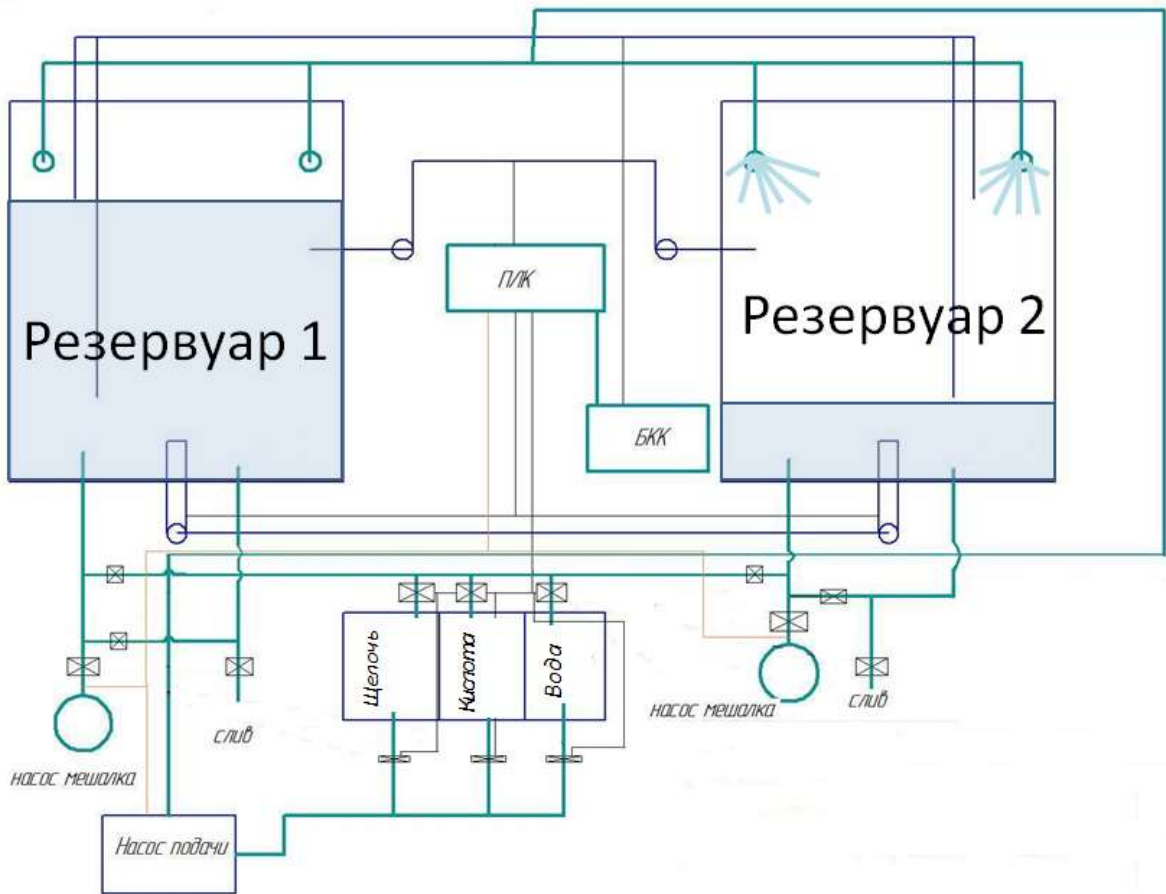 ПЛК
Резервуар 1
Резервуар 2
БКК
Щелочь
Кислота
Вода
насос мешалка
слив
насос мешалка
слив
Насос подачи